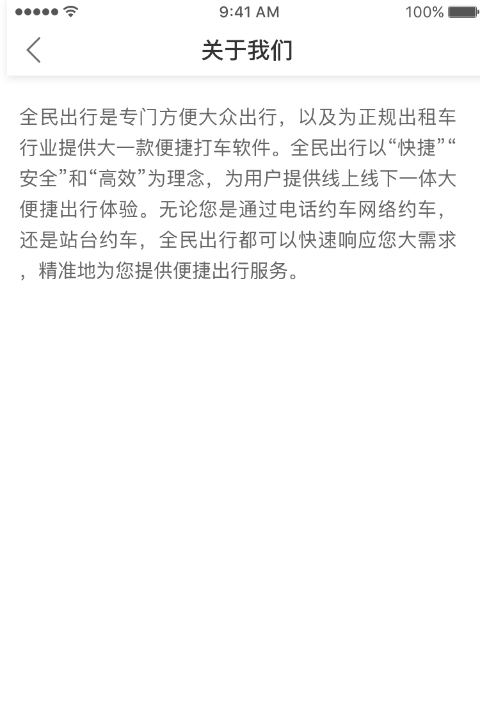 9:41 AM 100%
关于我们
全民出行是专门方便大众出行，以及为正规出租车
行业提供大一款便捷打车软件。全民出行以“快捷”“
安全”和“高效”为理念，为用户提供线上线下一体大
便捷出行体验。无论您是通过电话约车网络约车，
还是站台约车，全民出行都可以快速响应您大需求
，精准地为您提供便捷出行服务。